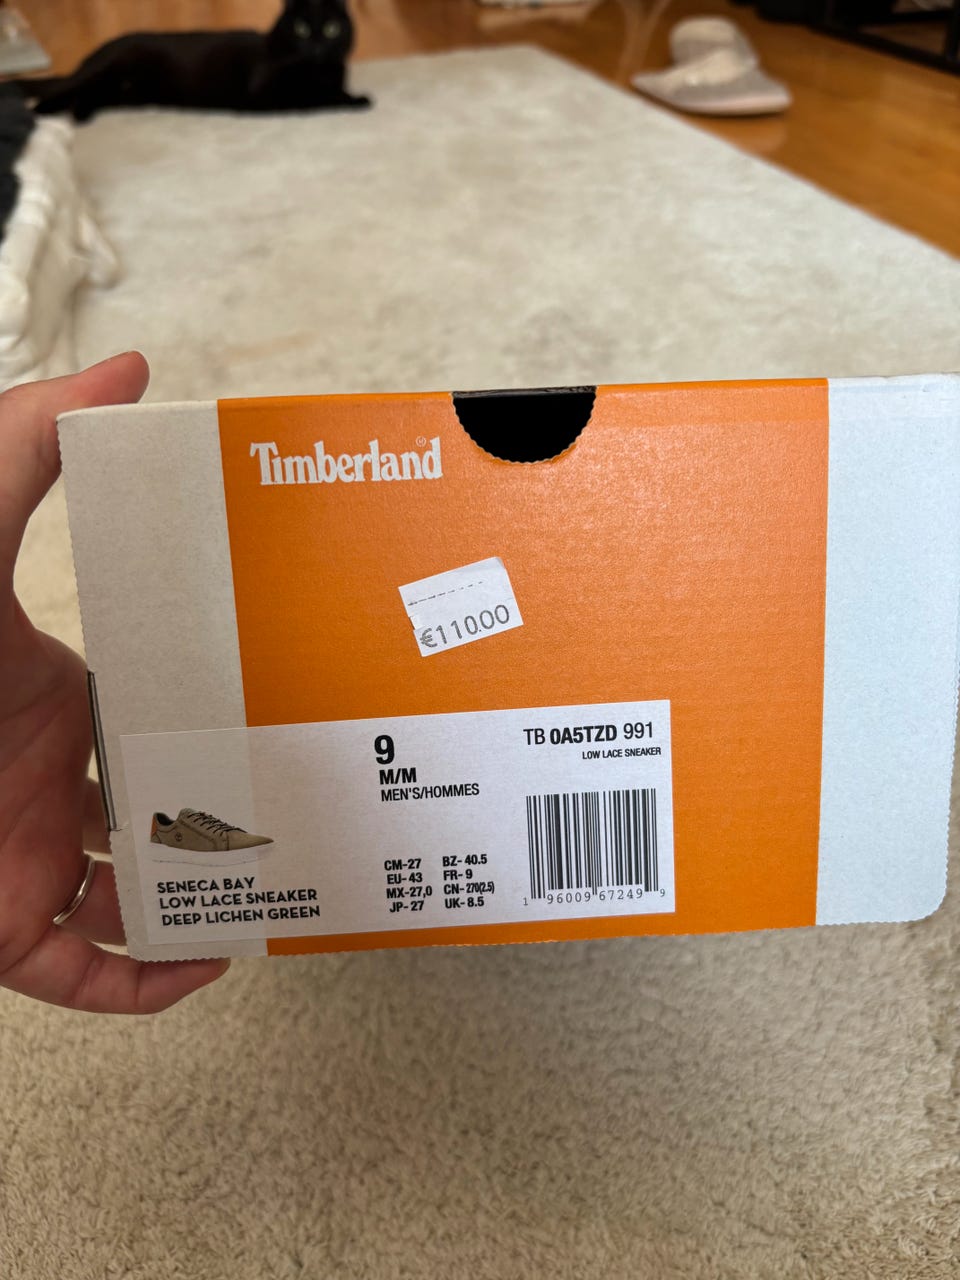 Timberland®
€110.00
9
M/M
MEN'S/HOMMES
TB 0A5TZD 991
LOW LACE SNEAKER
CM-27 BZ-40.5
EU-43 FR-9
MX-27,0 CN-270(2.5)
JP-27 UK-8.5
SENECA BAY
LOW LACE SNEAKER
DEEP LICHEN GREEN
1 96009 67249 9